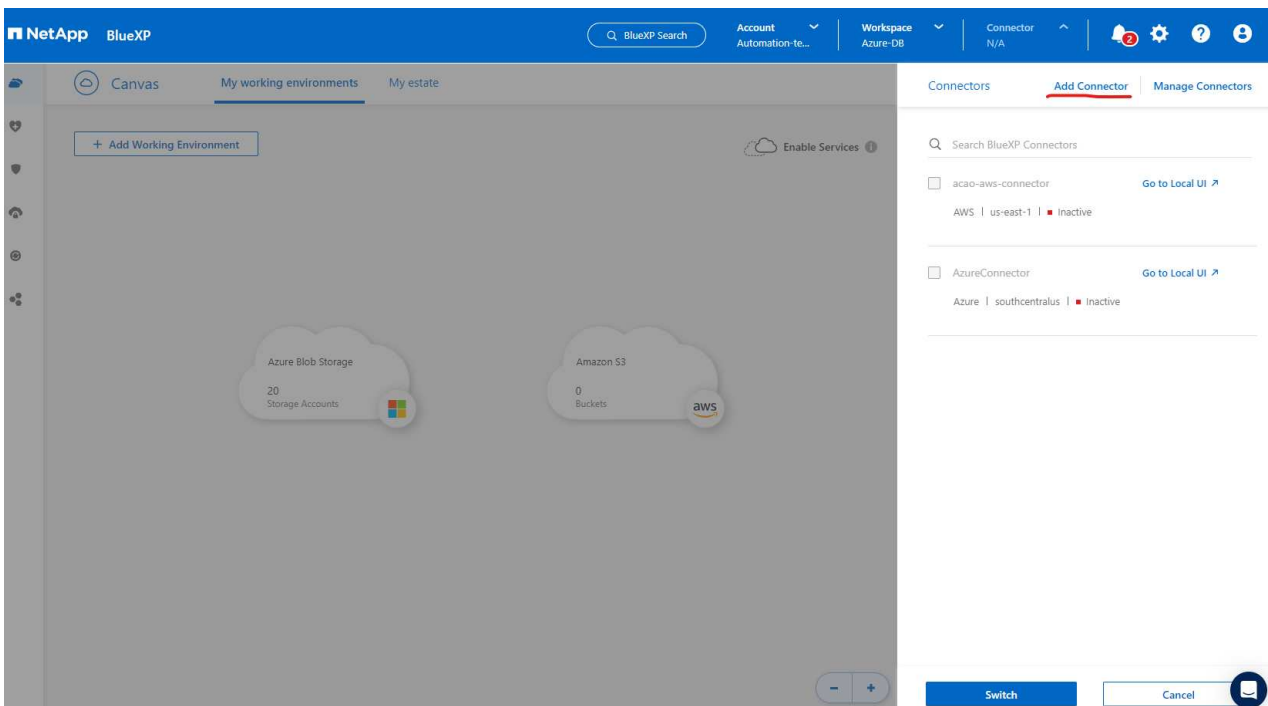 NetApp BlueXP
BlueXP Search
Account
Automation-te...
Workspace
Azure-DB
Connector
N/A
2
Canvas
My working environments
My estate
+ Add Working Environment
Enable Services
Azure Blob Storage
20
Storage Accounts
Amazon S3
0
Buckets
aws
- +
Connectors
Add Connector
Manage Connectors
Search BlueXP Connectors
acao-aws-connector
Go to Local UI
AWS | us-east-1 | Inactive
AzureConnector
Go to Local UI
Azure | southcentralus | Inactive
Switch
Cancel